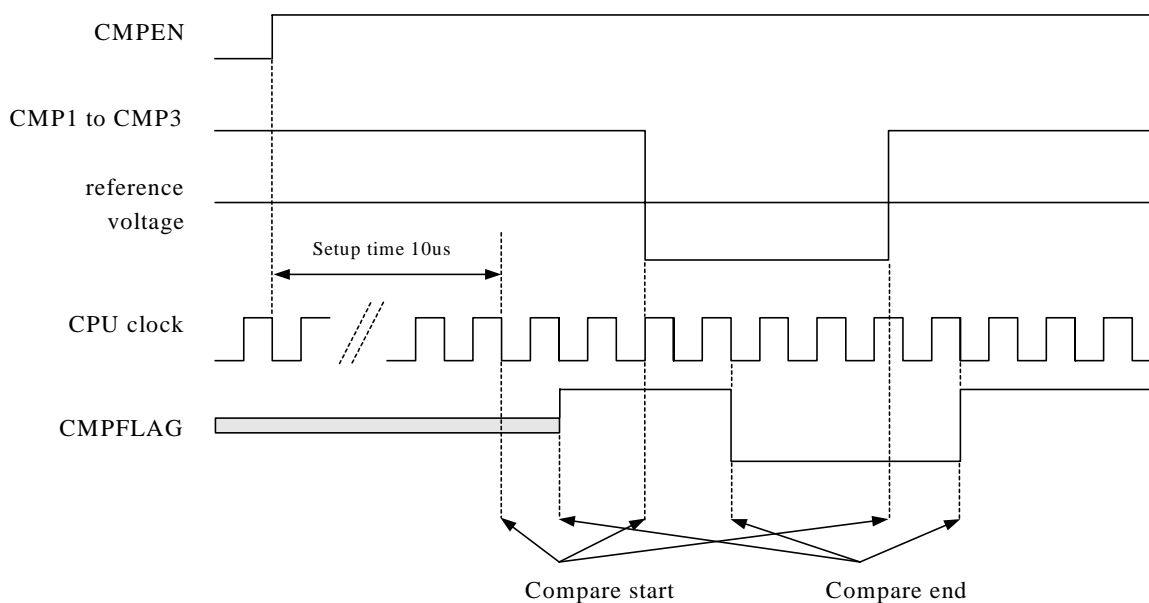 CMPEN
CMP1 to CMP3
reference
voltage
Setup time 10us
CPU clock
CMPFLAG
Compare start
Compare end